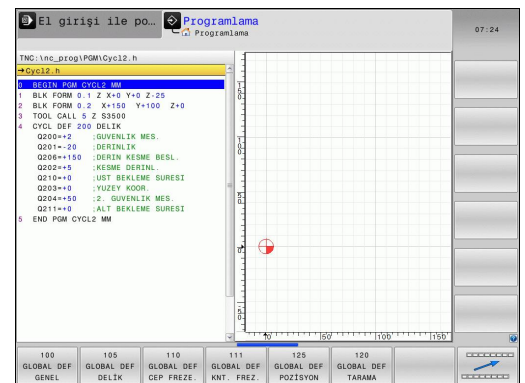 El girişi ile po...
Programlama
Programlama
07:24
TNC:\nc_prog\PGM\Cycl2.h
→Cycl2.h
0 BEGIN PGM CYCL2 MM
1 BLK FORM 0.1 Z X+0 Y+0 Z-25
2 BLK FORM 0.2 X+150 Y+100 Z+0
3 TOOL CALL 5 Z S3500
4 CYCL DEF 200 DELIK
Q200=+2 ;GUVENLIK MES.
Q201=-20 ;DERINLIK
Q206=+150 ;DERIN KESME BESL.
Q202=+5 ;KESME DERINL.
Q210=+0 ;UST BEKLEME SURESI
Q203=+0 ;YUZEY KOOR.
Q204=+50 ;2. GUVENLIK MES.
Q211=+0 ;ALT BEKLEME SURESI
5 END PGM CYCL2 MM
150
100
50
0
-50
0 50 100 150
100 GLOBAL DEF GENEL
105 GLOBAL DEF DELİK
110 GLOBAL DEF CEP FREZE.
111 GLOBAL DEF KNT. FREZ.
125 GLOBAL DEF POZİSYON
120 GLOBAL DEF TARAMA